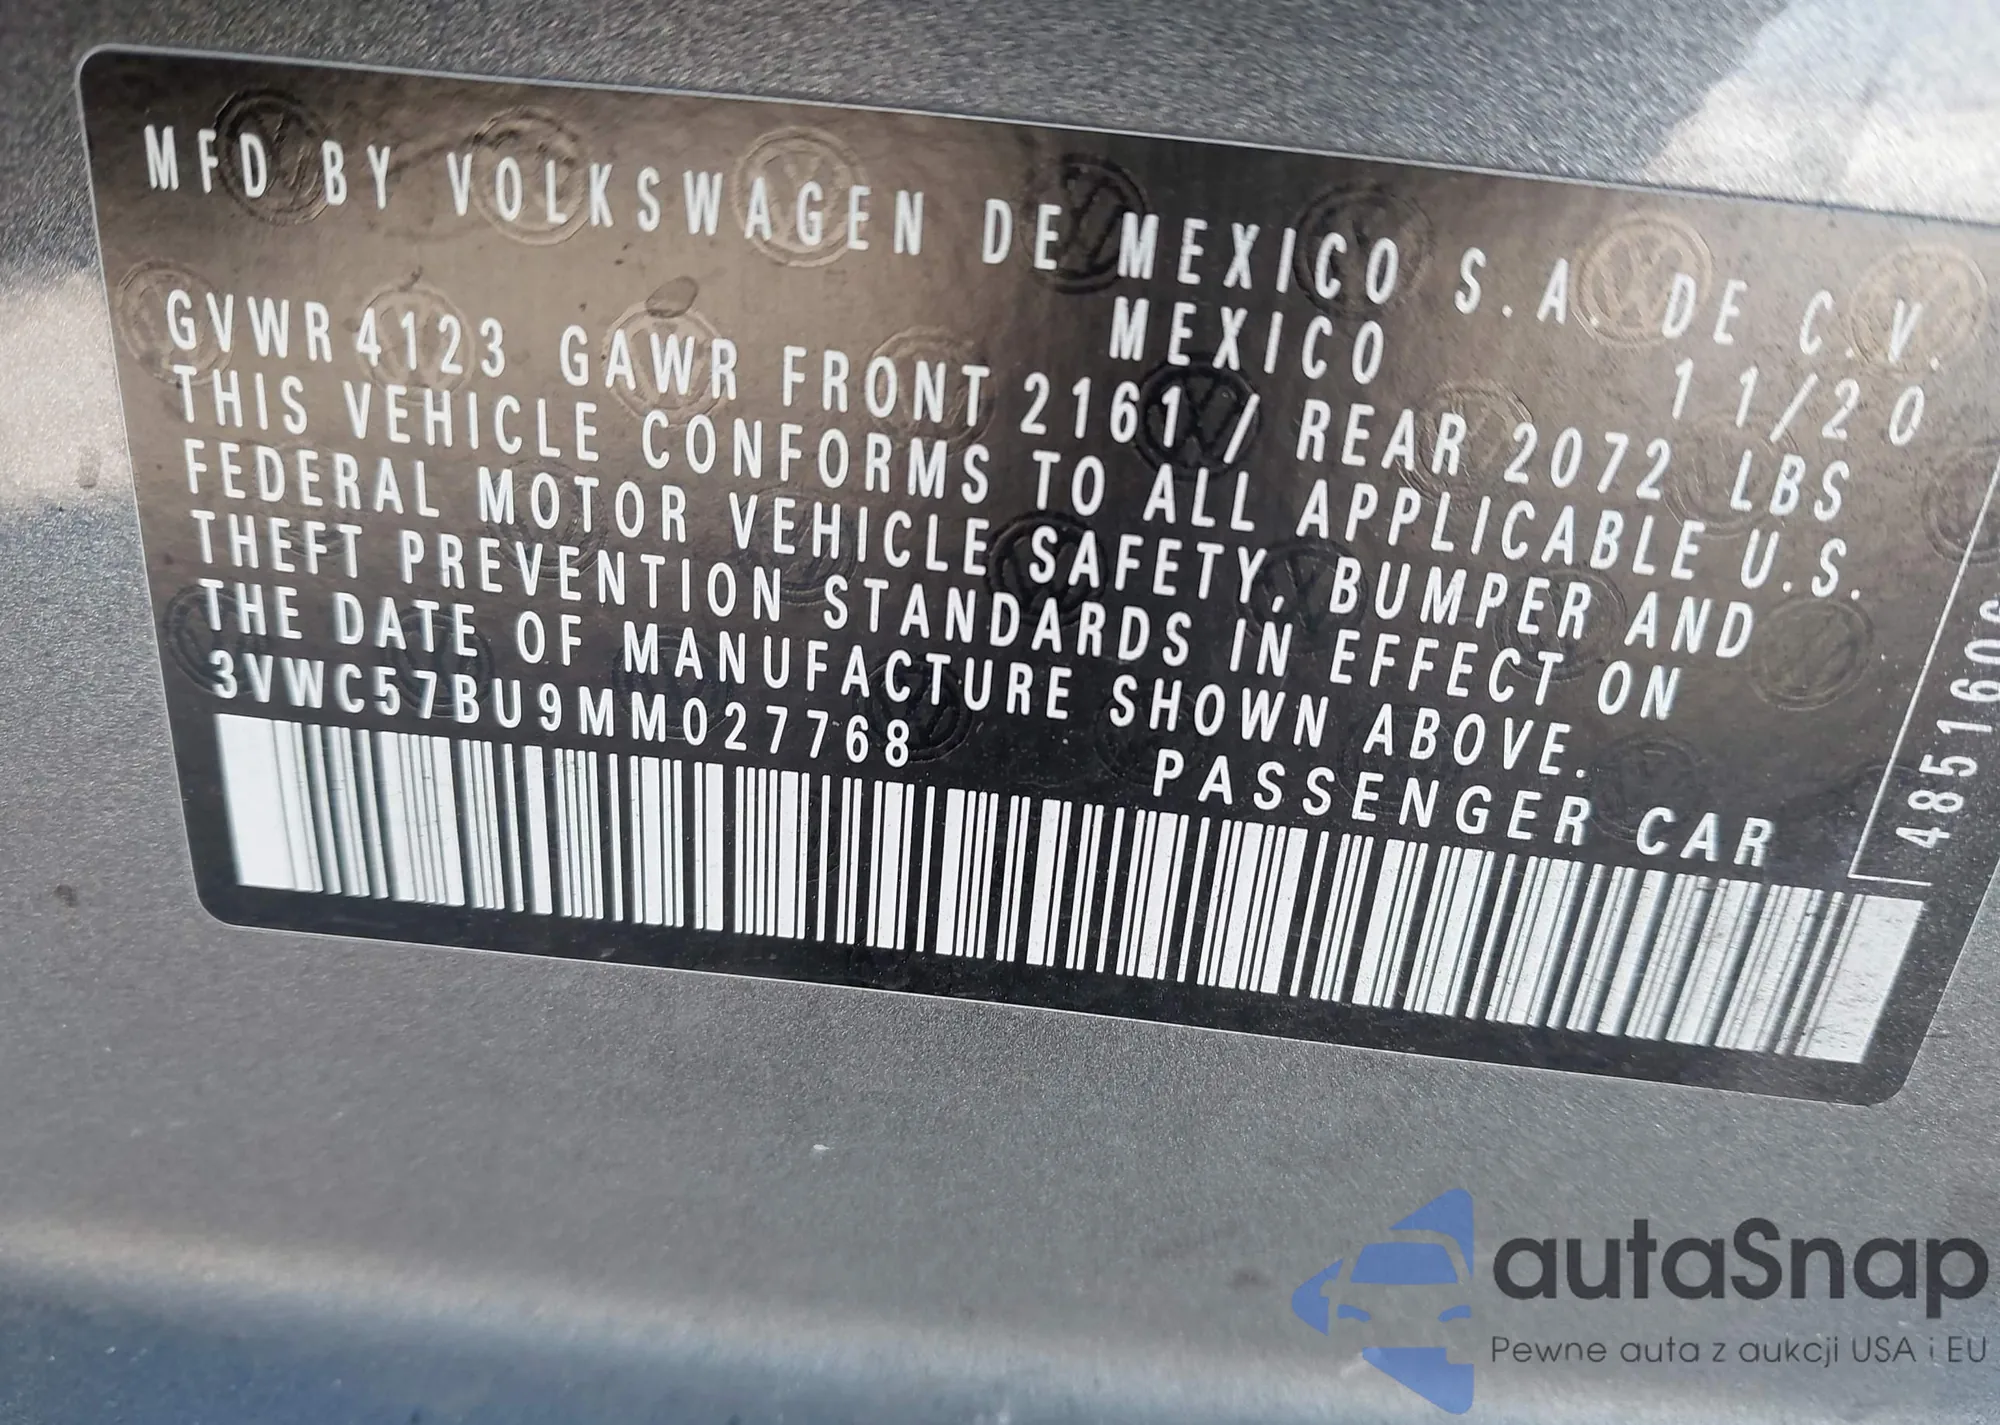 MFD BY VOLKSWAGEN DE MEXICO S.A. DE C.V.
MEXICO 11/20
GVWR 4123 GAWR FRONT 2161 / REAR 2072 LBS
THIS VEHICLE CONFORMS TO ALL APPLICABLE U.S.
FEDERAL MOTOR VEHICLE SAFETY, BUMPER AND
THEFT PREVENTION STANDARDS IN EFFECT ON
THE DATE OF MANUFACTURE SHOWN ABOVE.
3VWC57BU9MM027768
PASSENGER CAR
autaSnap
Pewne auta z aukcji USA i EU